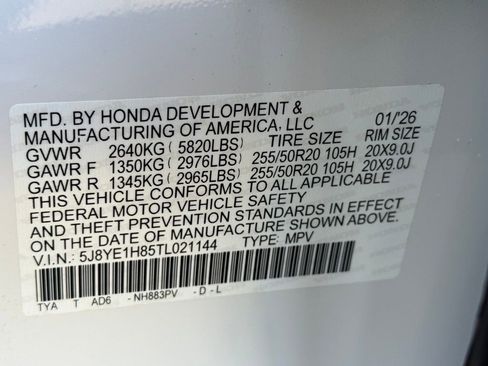 MFD. BY HONDA DEVELOPMENT &
MANUFACTURING OF AMERICA, LLC 01/'26
GVWR 2640KG (5820LBS) TIRE SIZE RIM SIZE
GAWR F 1350KG (2976LBS) 255/50R20 105H 20X9.0J
GAWR R 1345KG (2965LBS) 255/50R20 105H 20X9.0J
THIS VEHICLE CONFORMS TO ALL APPLICABLE
FEDERAL MOTOR VEHICLE SAFETY
AND THEFT PREVENTION STANDARDS IN EFFECT
ON THE DATE OF MANUFACTURE SHOWN ABOVE.
V.I.N.: 5J8YE1H85TL021144 TYPE: MPV
TYA T AD6 - NH883PV - D - L